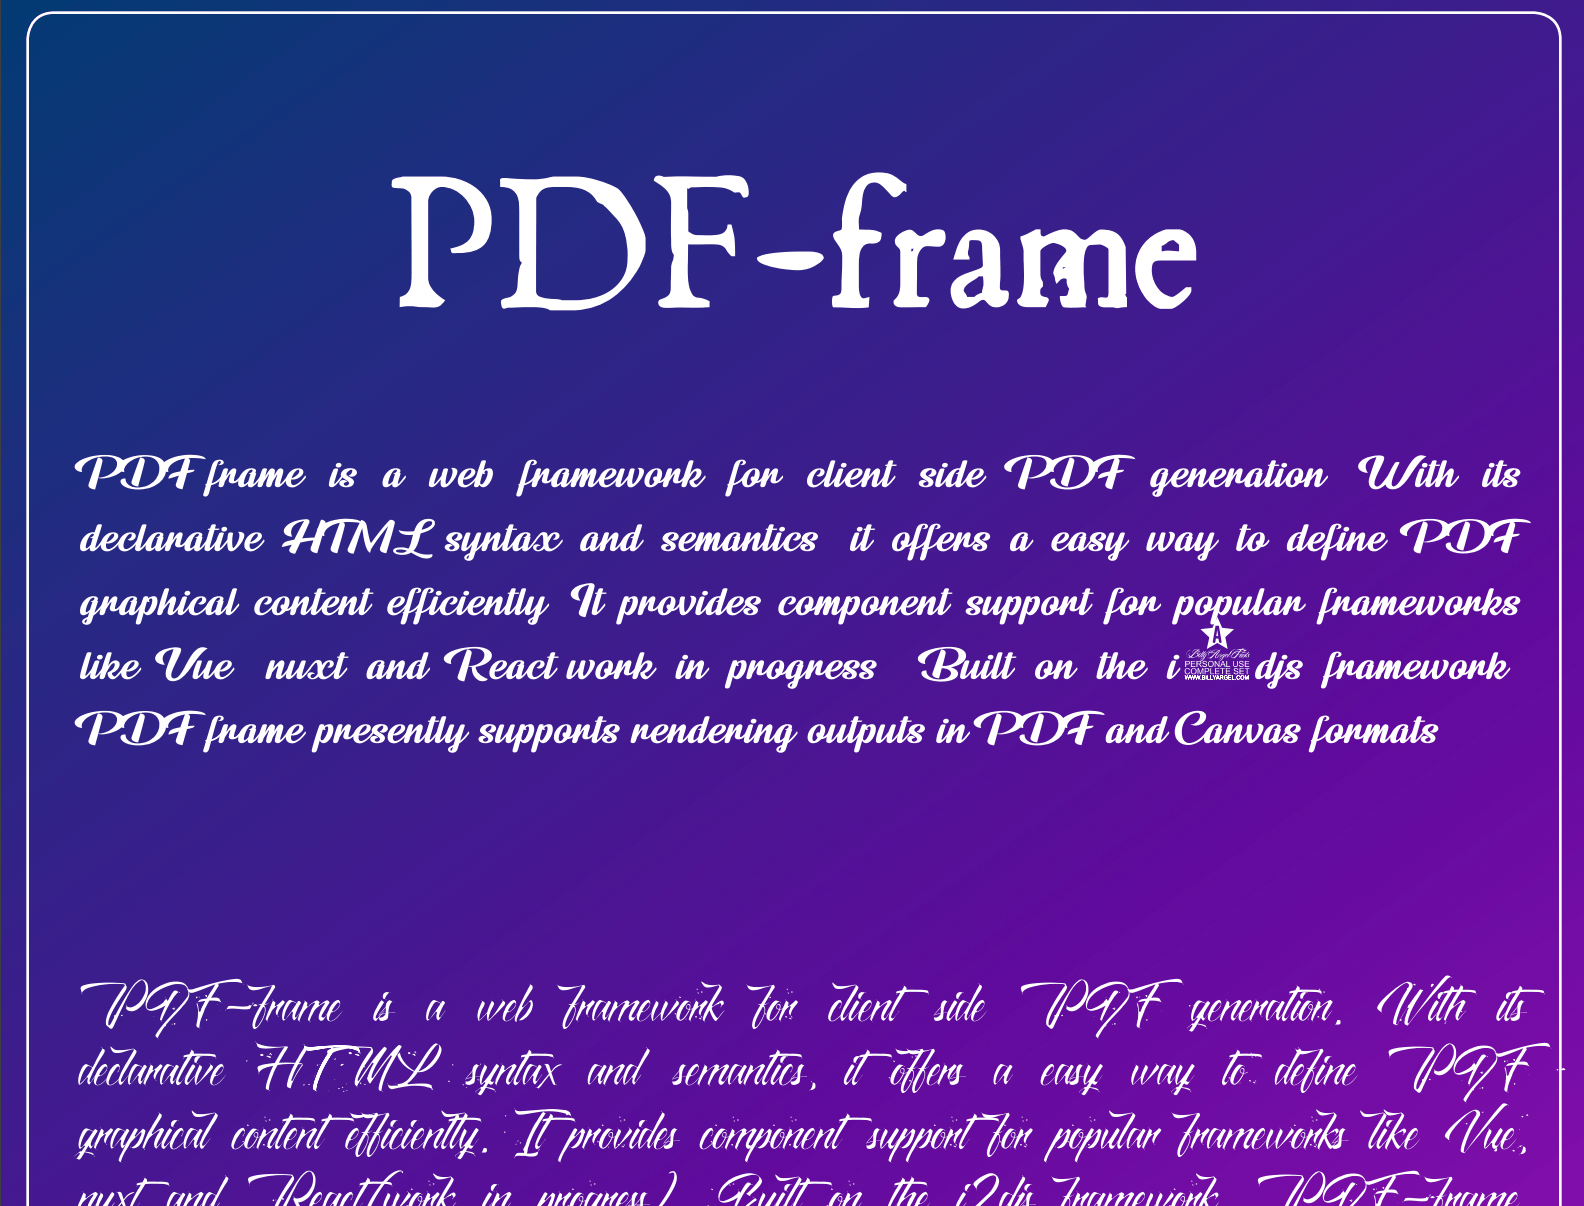 PDF-frame
PDF frame is a web framework for client side PDF generation With its
declarative HTML syntax and semantics it offers a easy way to define PDF
graphical content efficiently It provides component support for popular frameworks
like Vue nuxt and React work in progress Built on the i djs framework
A
Billy Argel Fonts
PERSONAL USE
COMPLETE SET
WWW.BILLYARGEL.COM
PDF frame presently supports rendering outputs in PDF and Canvas formats
PDF-frame is a web framework for client side PDF generation. With its
declarative HTML syntax and semantics, it offers a easy way to define PDF
graphical content efficiently. It provides component support for popular frameworks like Vue,
nuxt and React(work in progress). Built on the i2djs framework, PDF-frame